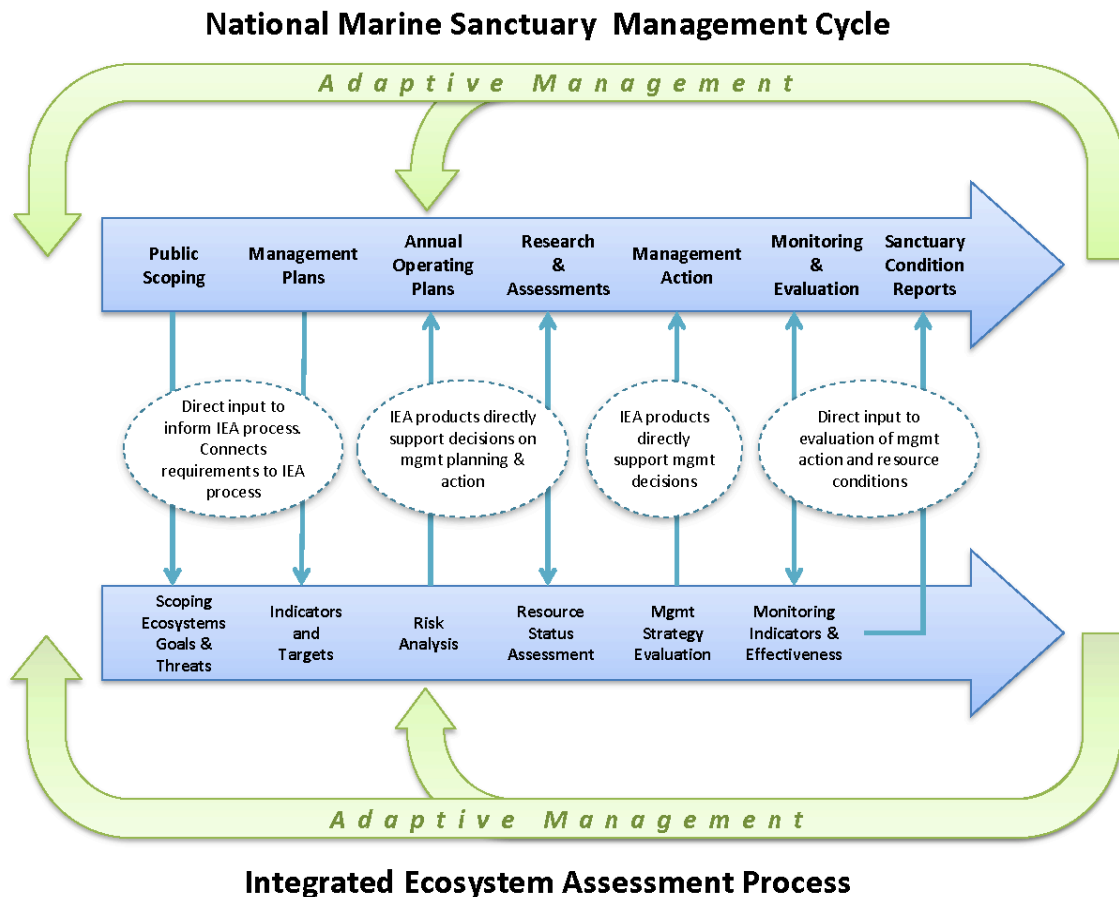 National Marine Sanctuary Management Cycle
Adaptive Management
Public
Scoping
Management
Plans
Annual
Operating
Plans
Research
&
Assessments
Management
Action
Monitoring
&
Evaluation
Sanctuary
Condition
Reports
Direct input to
inform IEA process.
Connects
requirements to IEA
process
IEA products directly
support decisions on
mgmt planning &
action
IEA products
directly
support mgmt
decisions
Direct input to
evaluation of mgmt
action and resource
conditions
Scoping
Ecosystems
Goals &
Threats
Indicators
and
Targets
Risk
Analysis
Resource
Status
Assessment
Mgmt
Strategy
Evaluation
Monitoring
Indicators &
Effectiveness
Adaptive Management
Integrated Ecosystem Assessment Process